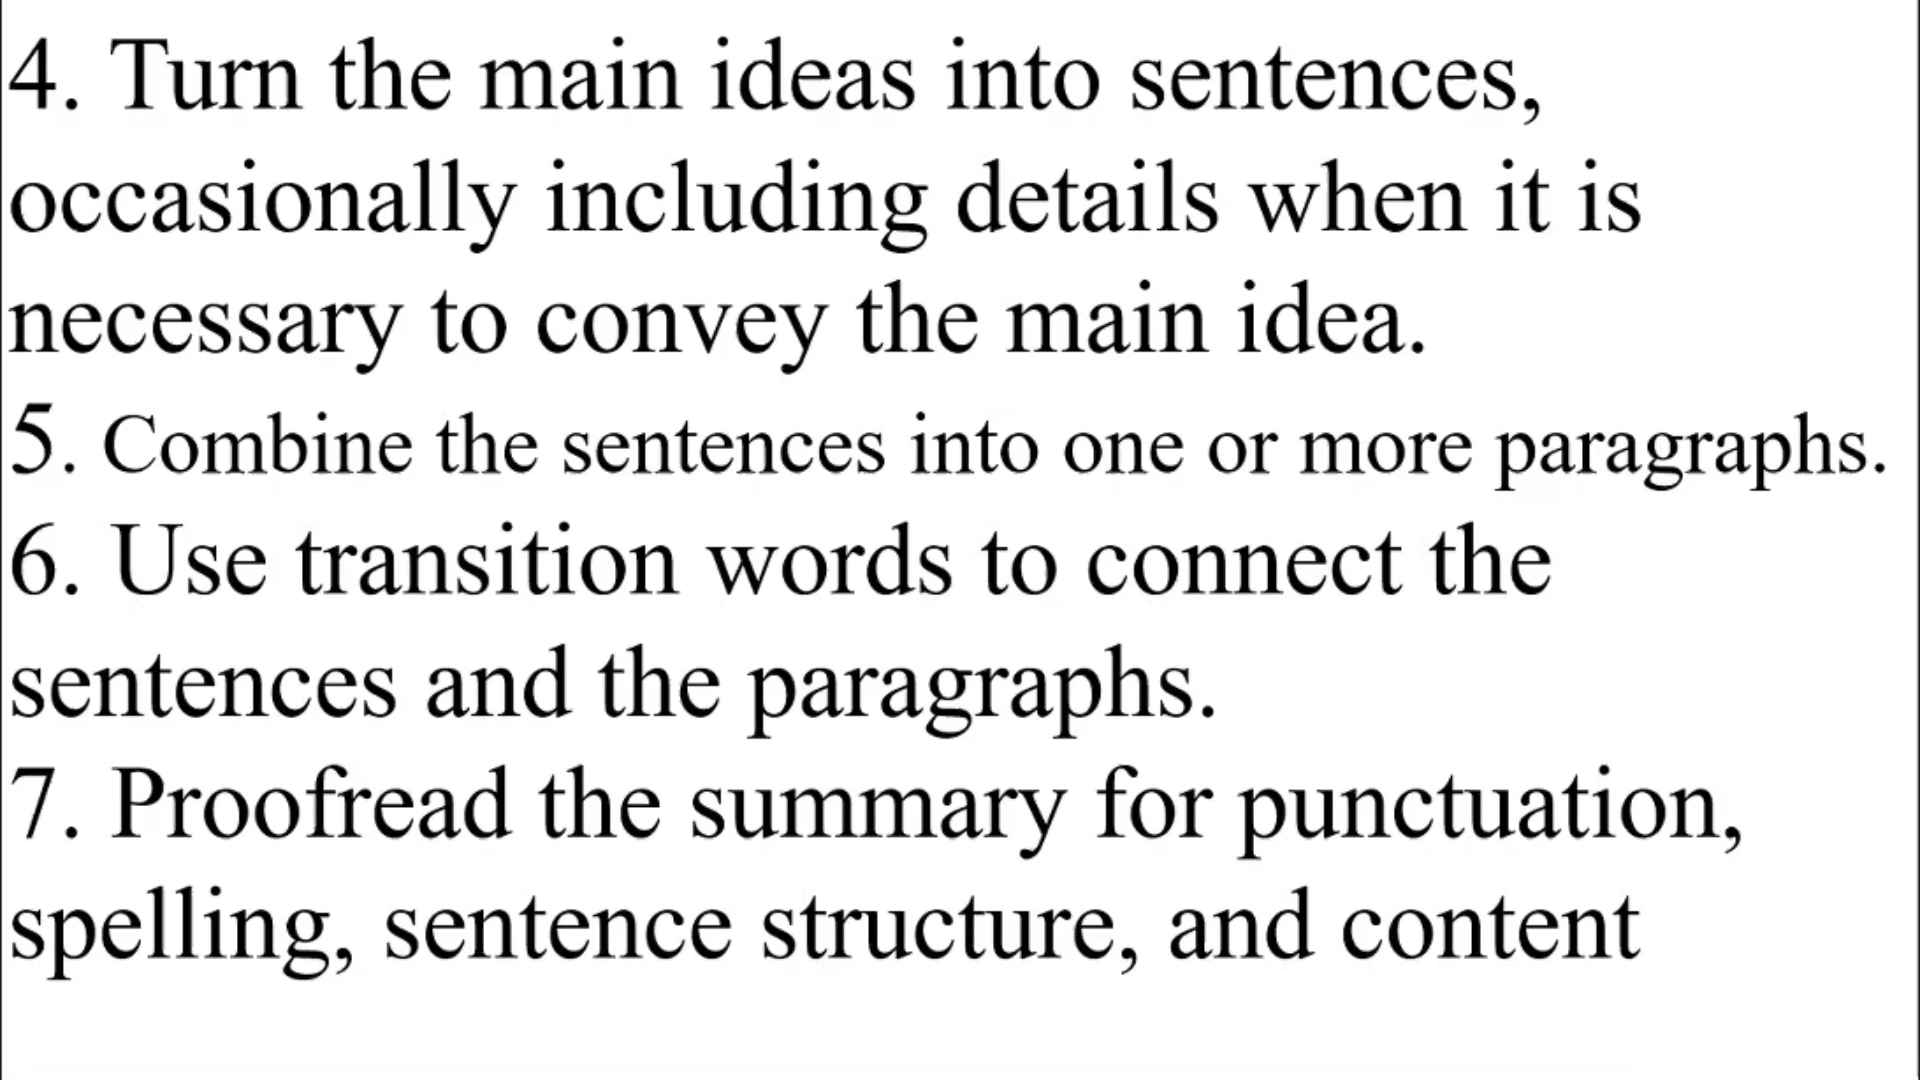 4. Turn the main ideas into sentences,
occasionally including details when it is
necessary to convey the main idea.
5. Combine the sentences into one or more paragraphs.
6. Use transition words to connect the
sentences and the paragraphs.
7. Proofread the summary for punctuation,
spelling, sentence structure, and content